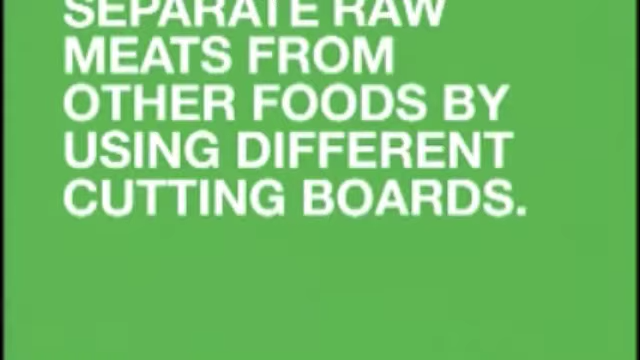 SEPARATE RAW
MEATS FROM
OTHER FOODS BY
USING DIFFERENT
CUTTING BOARDS.